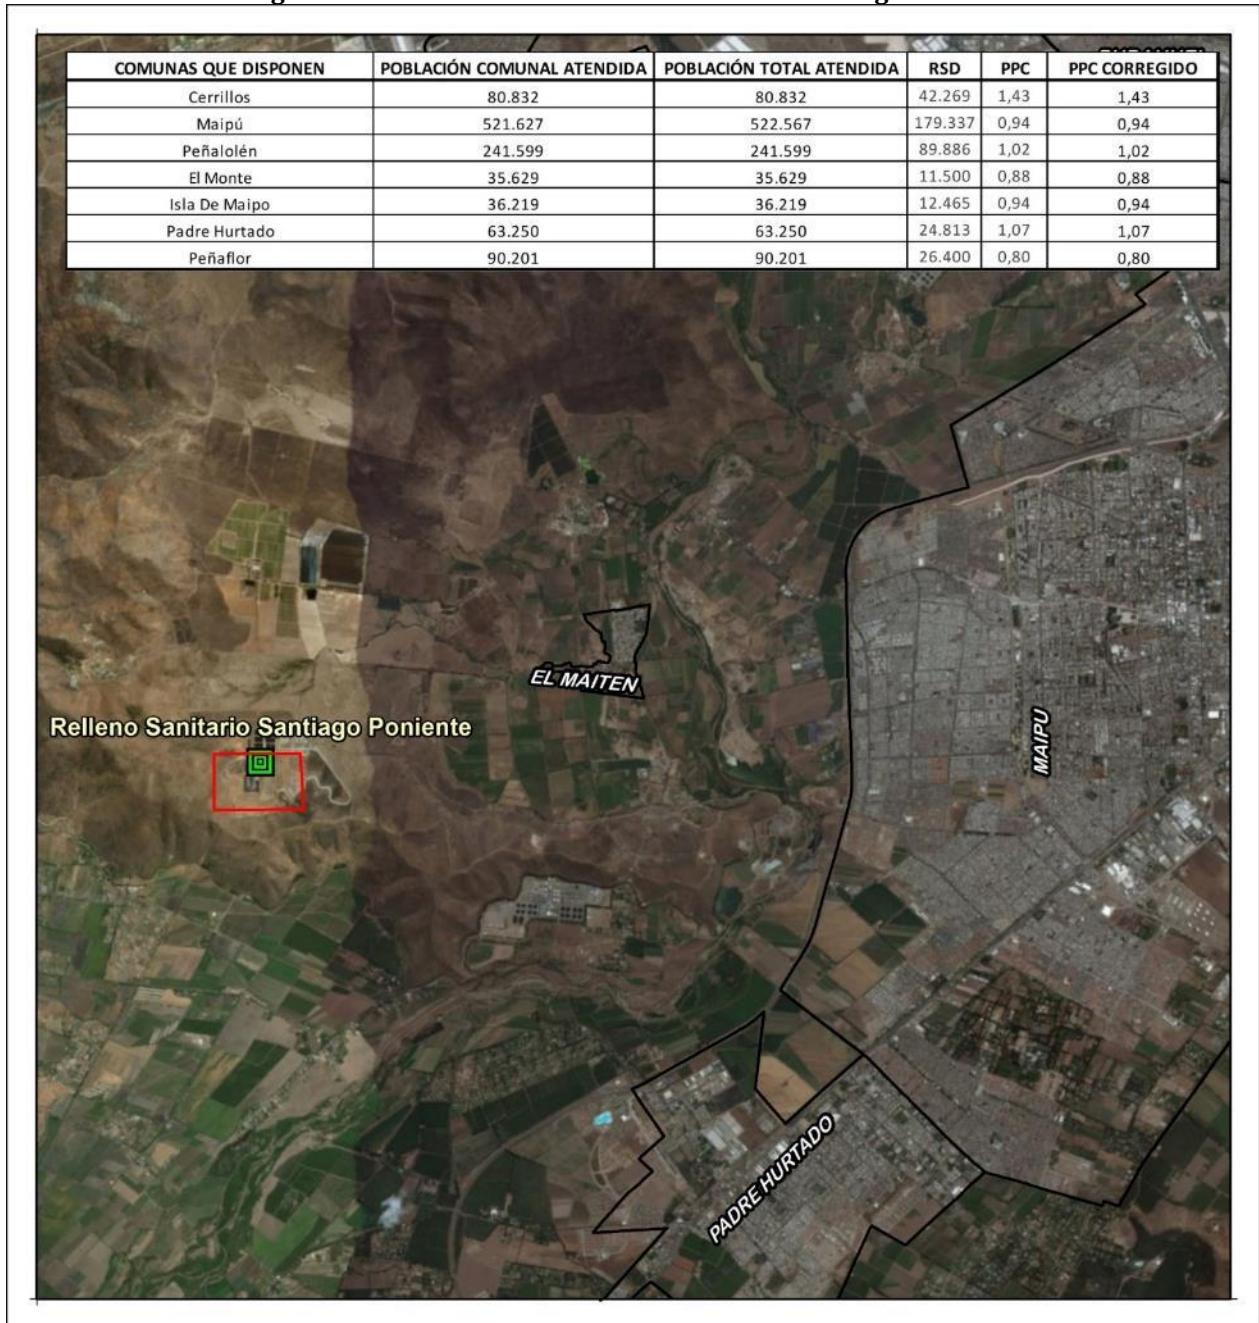 COMUNAS QUE DISPONEN POBLACIÓN COMUNAL ATENDIDA POBLACIÓN TOTAL ATENDIDA RSD PPC PPC CORREGIDO
Cerrillos 80.832 80.832 42.269 1,43 1,43
Maipú 521.627 522.567 179.337 0,94 0,94
Peñalolén 241.599 241.599 89.886 1,02 1,02
El Monte 35.629 35.629 11.500 0,88 0,88
Isla De Maipo 36.219 36.219 12.465 0,94 0,94
Padre Hurtado 63.250 63.250 24.813 1,07 1,07
Peñaflor 90.201 90.201 26.400 0,80 0,80
EL MAITEN
Relleno Sanitario Santiago Poniente
MAIPU
PADRE HURTADO